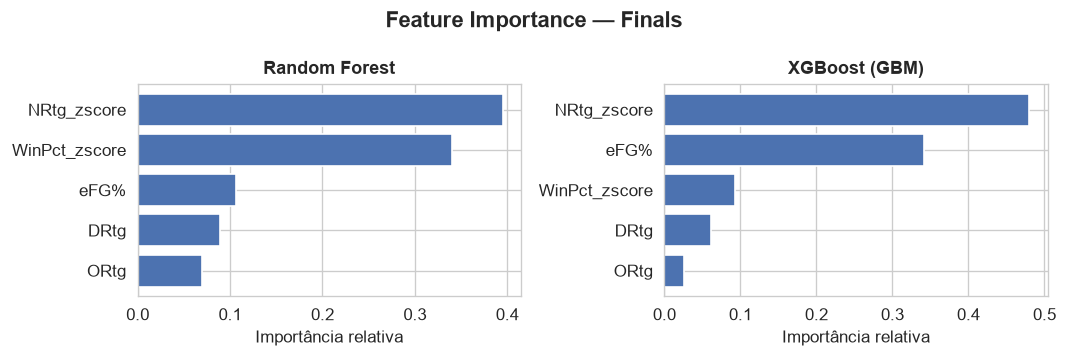 Feature Importance — Finals
Random Forest
NRtg_zscore
WinPct_zscore
eFG%
DRtg
ORtg
0.0 0.1 0.2 0.3 0.4
Importância relativa
XGBoost (GBM)
NRtg_zscore
eFG%
WinPct_zscore
DRtg
ORtg
0.0 0.1 0.2 0.3 0.4 0.5
Importância relativa